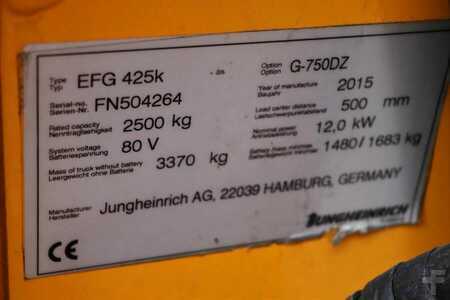 Type Typ EFG 425k
Option Option G-750DZ
Serial-no. Serien-Nr. FN504264
Year of manufacture Baujahr 2015
Rated capacity Nenntragfähigkeit 2500 kg
Load center distance Lastschwerpunktabstand 500 mm
System voltage Batteriespannung 80 V
Nominal power 12,0 kW
Mass of truck without battery Leergewicht ohne Batterie 3370 kg
Battery mass min/max Batteriegewicht min/max 1480/1683 kg
Manufacturer Hersteller Jungheinrich AG, 22039 HAMBURG, GERMANY
JUNGHEINRICH
CE